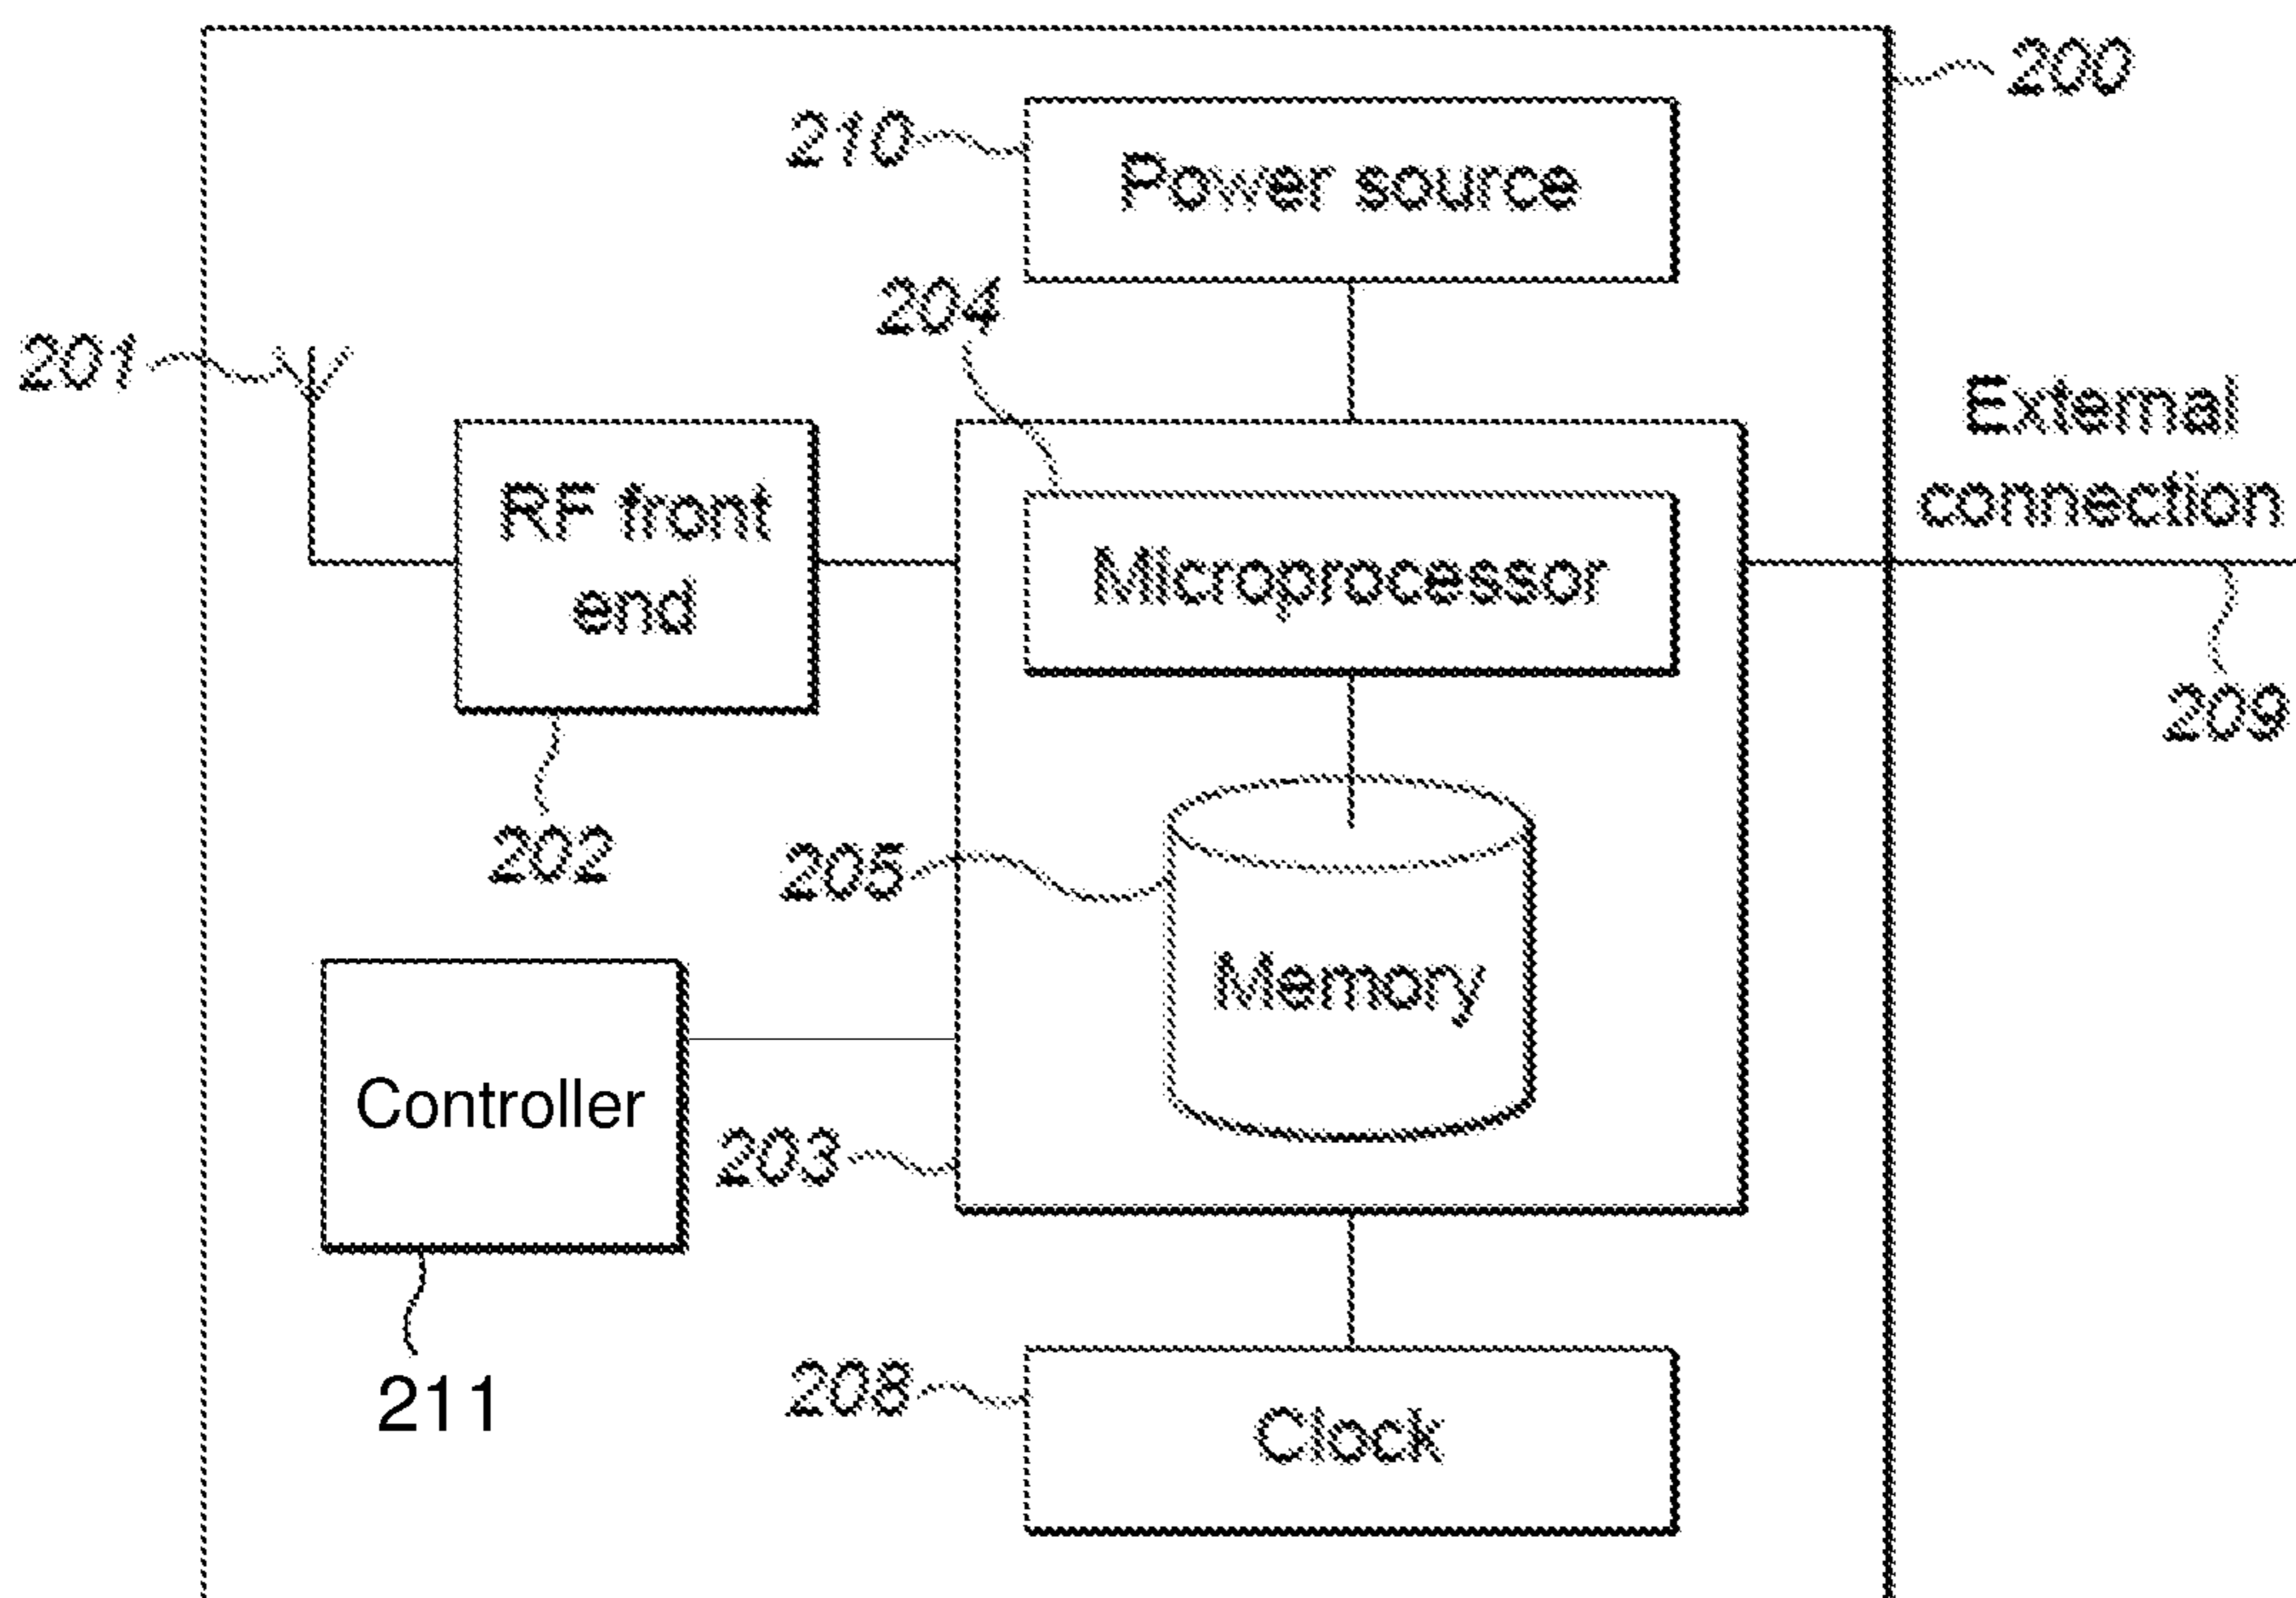 200
210
Power source
204
201
External
connection
RF front
end
Microprocessor
209
202
205
Memory
Controller
203
211
208
Clock